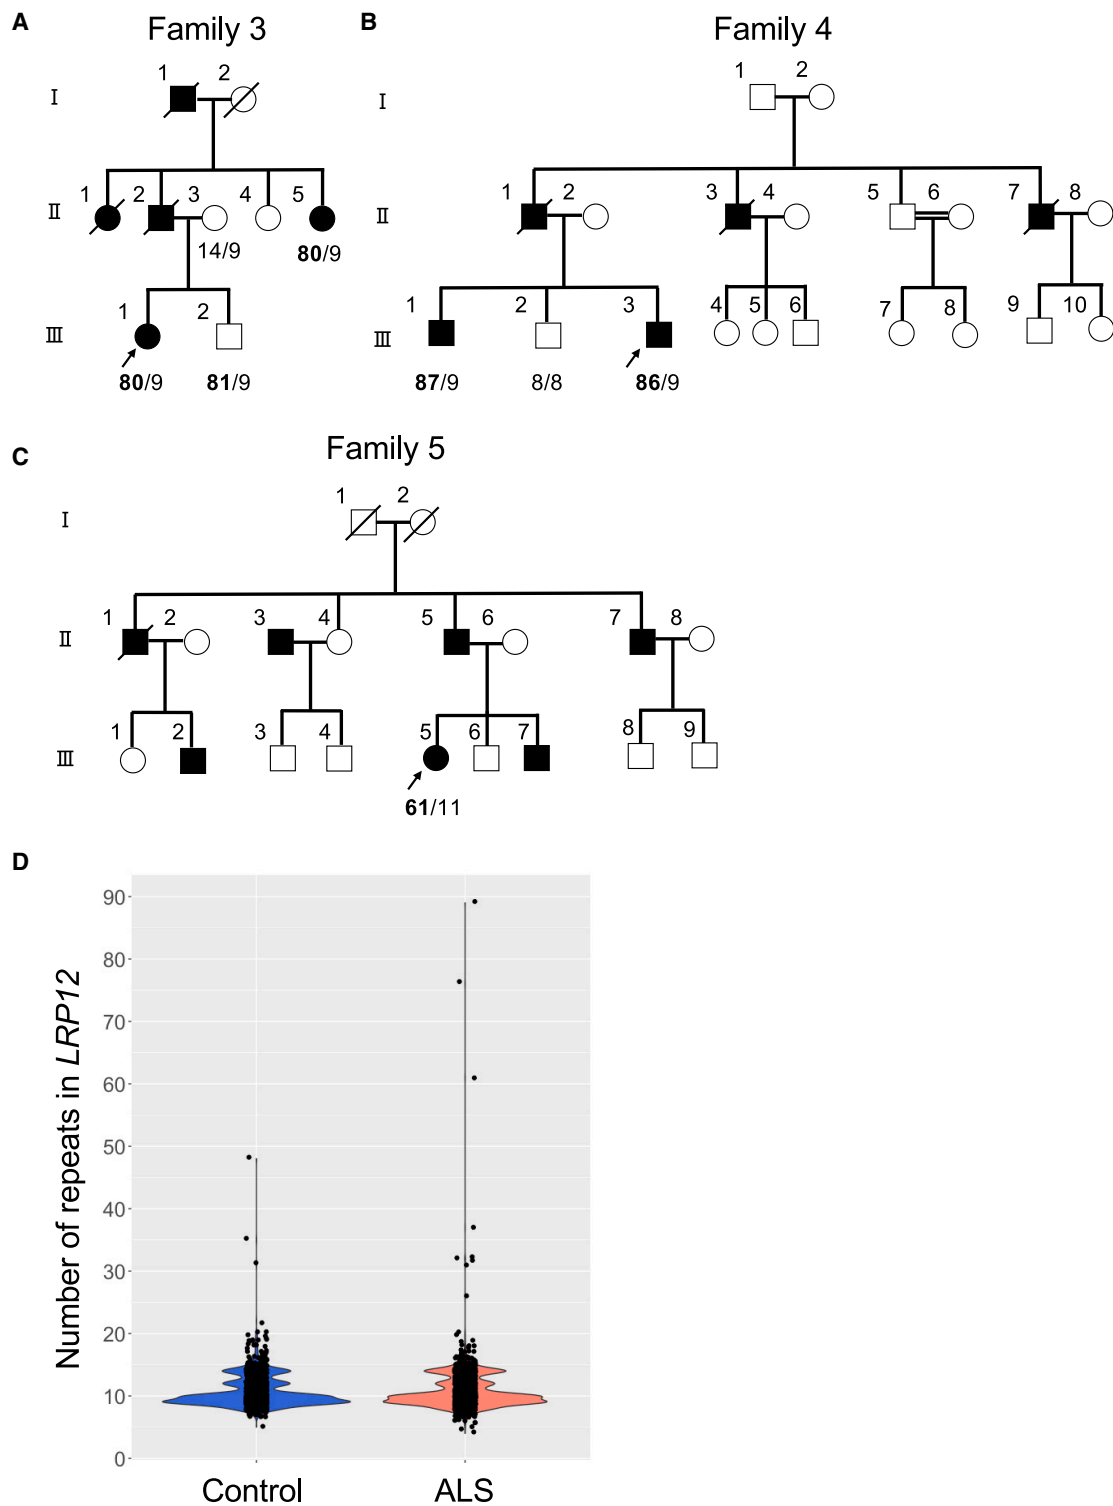 A
Family 3
1 2
I
1 2 3 4 5
II
14/9 80/9
1 2
III
80/9 81/9
B
Family 4
1 2
I
1 2 3 4 5 6 7 8
II
1 2 3 4 5 6 7 8 9 10
III
87/9 8/8 86/9
C
Family 5
1 2
I
1 2 3 4 5 6 7 8
II
1 2 3 4 5 6 7 8 9
III
61/11
D
Number of repeats in LRP12
90
80
70
60
50
40
30
20
10
0
Control ALS